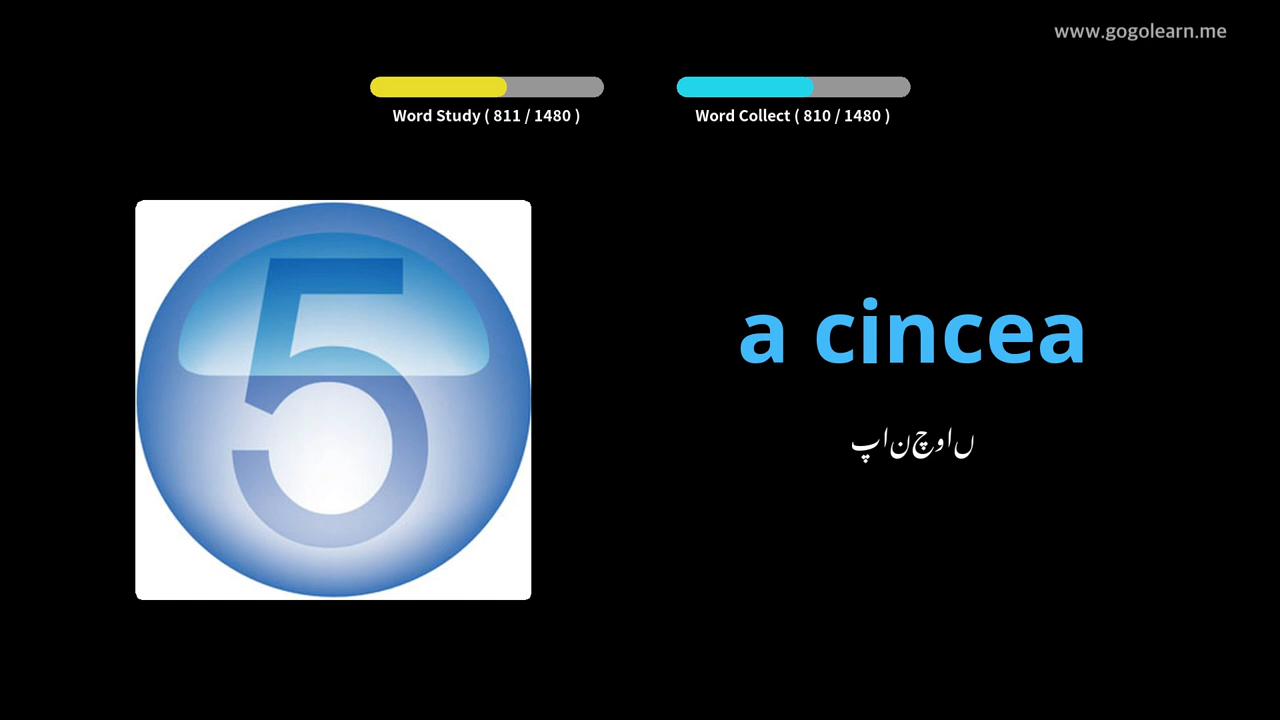 www.gogolearn.me
Word Study ( 811 / 1480 )
Word Collect ( 810 / 1480 )
5
a cincea
پانچواں